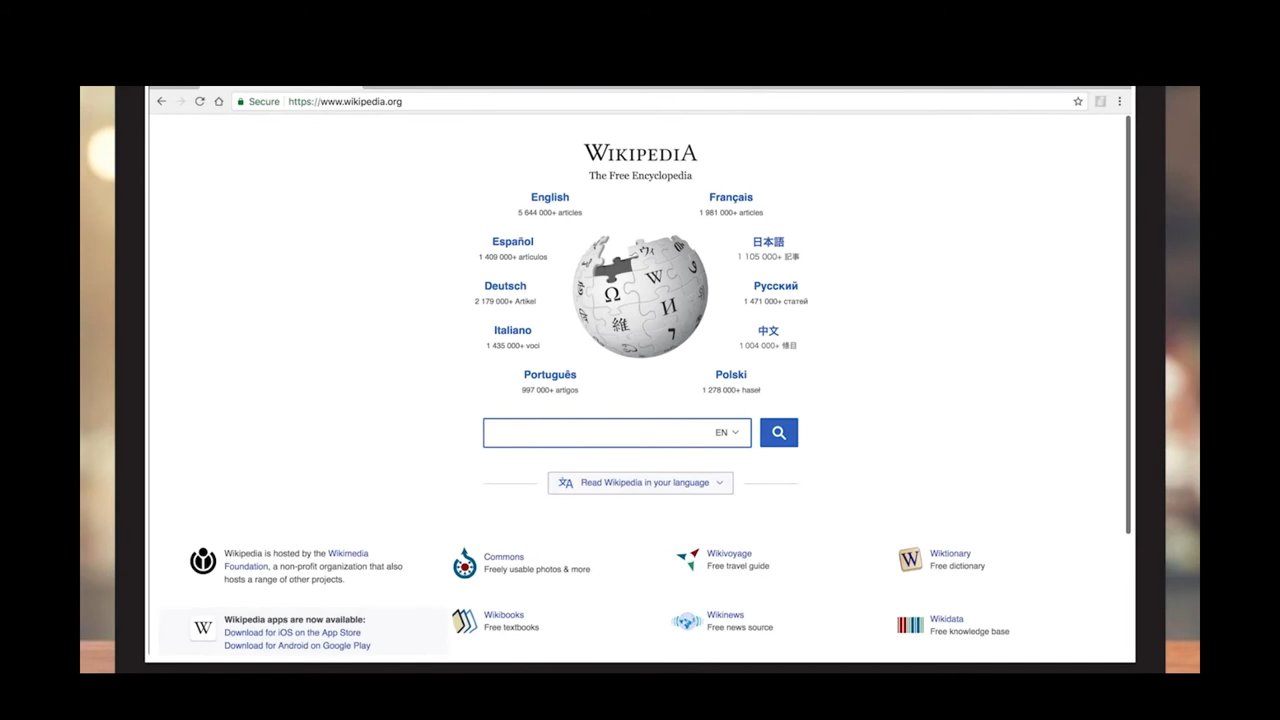 Secure https://www.wikipedia.org
WIKIPEDIA
The Free Encyclopedia
English
5 644 000+ articles
Français
1 981 000+ articles
Español
1 409 000+ artículos
日本語
1 105 000+ 記事
Deutsch
2 179 000+ Artikel
Русский
1 471 000+ статей
Italiano
1 435 000+ voci
中文
1 004 000+ 條目
Português
997 000+ artigos
Polski
1 278 000+ haseł
Ω
W
И
維
ウィ
7
EN
Read Wikipedia in your language
Wikipedia is hosted by the Wikimedia
Foundation, a non-profit organization that also
hosts a range of other projects.
Commons
Freely usable photos & more
Wikivoyage
Free travel guide
W
Wiktionary
Free dictionary
W
Wikipedia apps are now available:
Download for iOS on the App Store
Download for Android on Google Play
Wikibooks
Free textbooks
Wikinews
Free news source
Wikidata
Free knowledge base